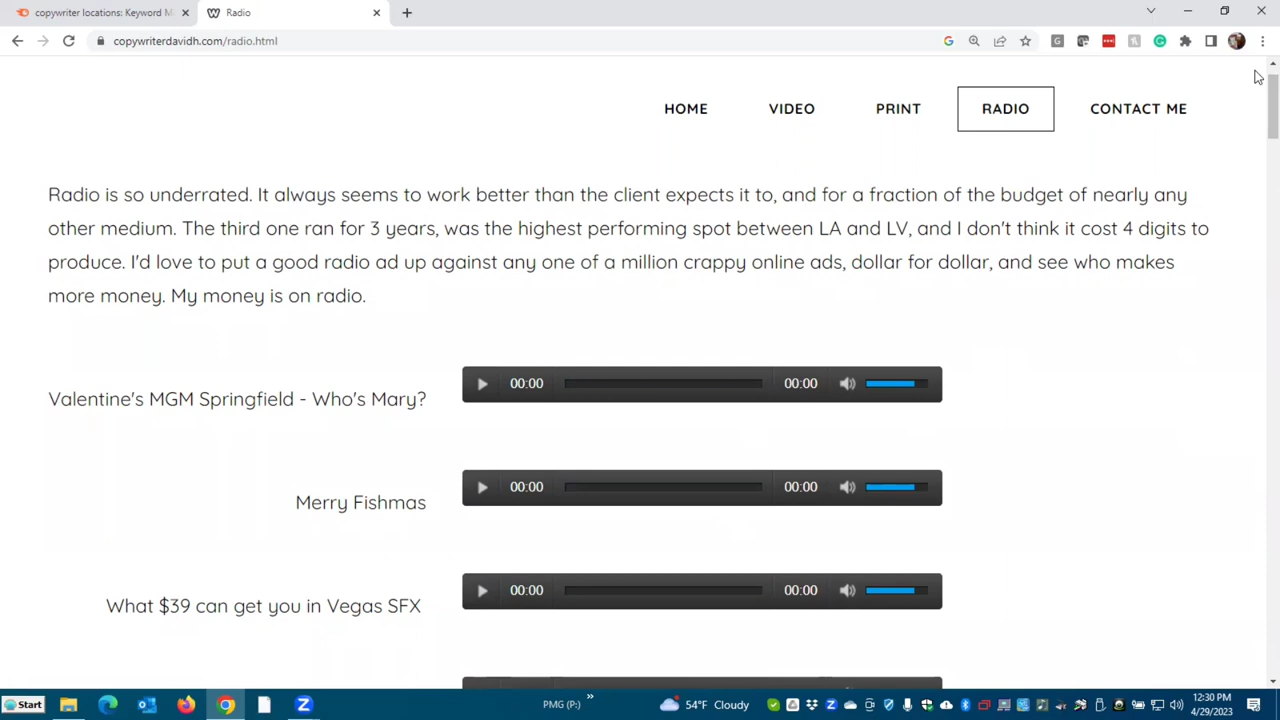 copywriter locations: Keyword M
Radio
copywriterdavidh.com/radio.html
HOME
VIDEO
PRINT
RADIO
CONTACT ME
Radio is so underrated. It always seems to work better than the client expects it to, and for a fraction of the budget of nearly any
other medium. The third one ran for 3 years, was the highest performing spot between LA and LV, and I don't think it cost 4 digits to
produce. I'd love to put a good radio ad up against any one of a million crappy online ads, dollar for dollar, and see who makes
more money. My money is on radio.
Valentine's MGM Springfield - Who's Mary?
00:00
00:00
Merry Fishmas
00:00
00:00
What $39 can get you in Vegas SFX
00:00
00:00
Start
PMG (P:)
54°F Cloudy
12:30 PM
4/29/2023